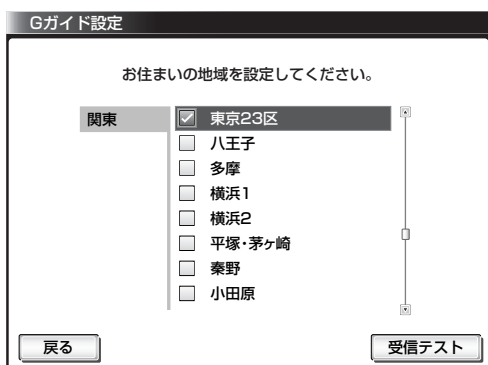 Gガイド設定
お住まいの地域を設定してください。
関東
東京23区
八王子
多摩
横浜1
横浜2
平塚・茅ヶ崎
秦野
小田原
戻る
受信テスト